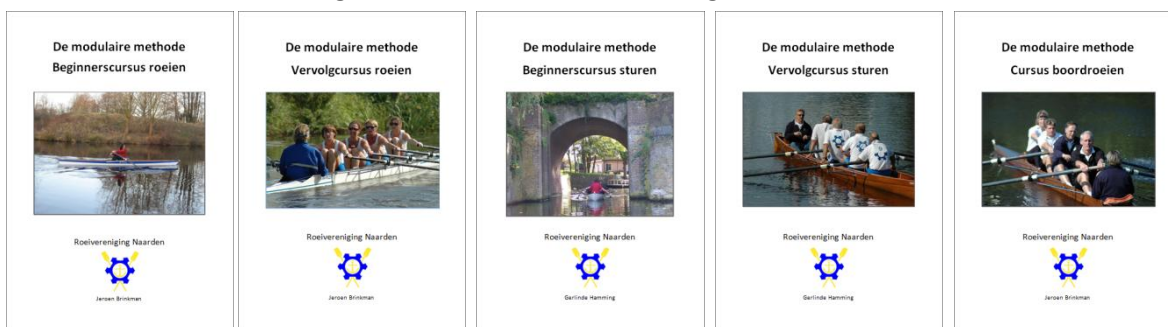 De modulaire methode
Beginnerscursus roeien
Roeivereniging Naarden
Jeroen Brinkman
De modulaire methode
Vervolgcursus roeien
Roeivereniging Naarden
Jeroen Brinkman
De modulaire methode
Beginnerscursus sturen
Roeivereniging Naarden
Gerlinde Hamming
De modulaire methode
Vervolgcursus sturen
Roeivereniging Naarden
Gerlinde Hamming
De modulaire methode
Cursus boordroeien
Roeivereniging Naarden
Jeroen Brinkman